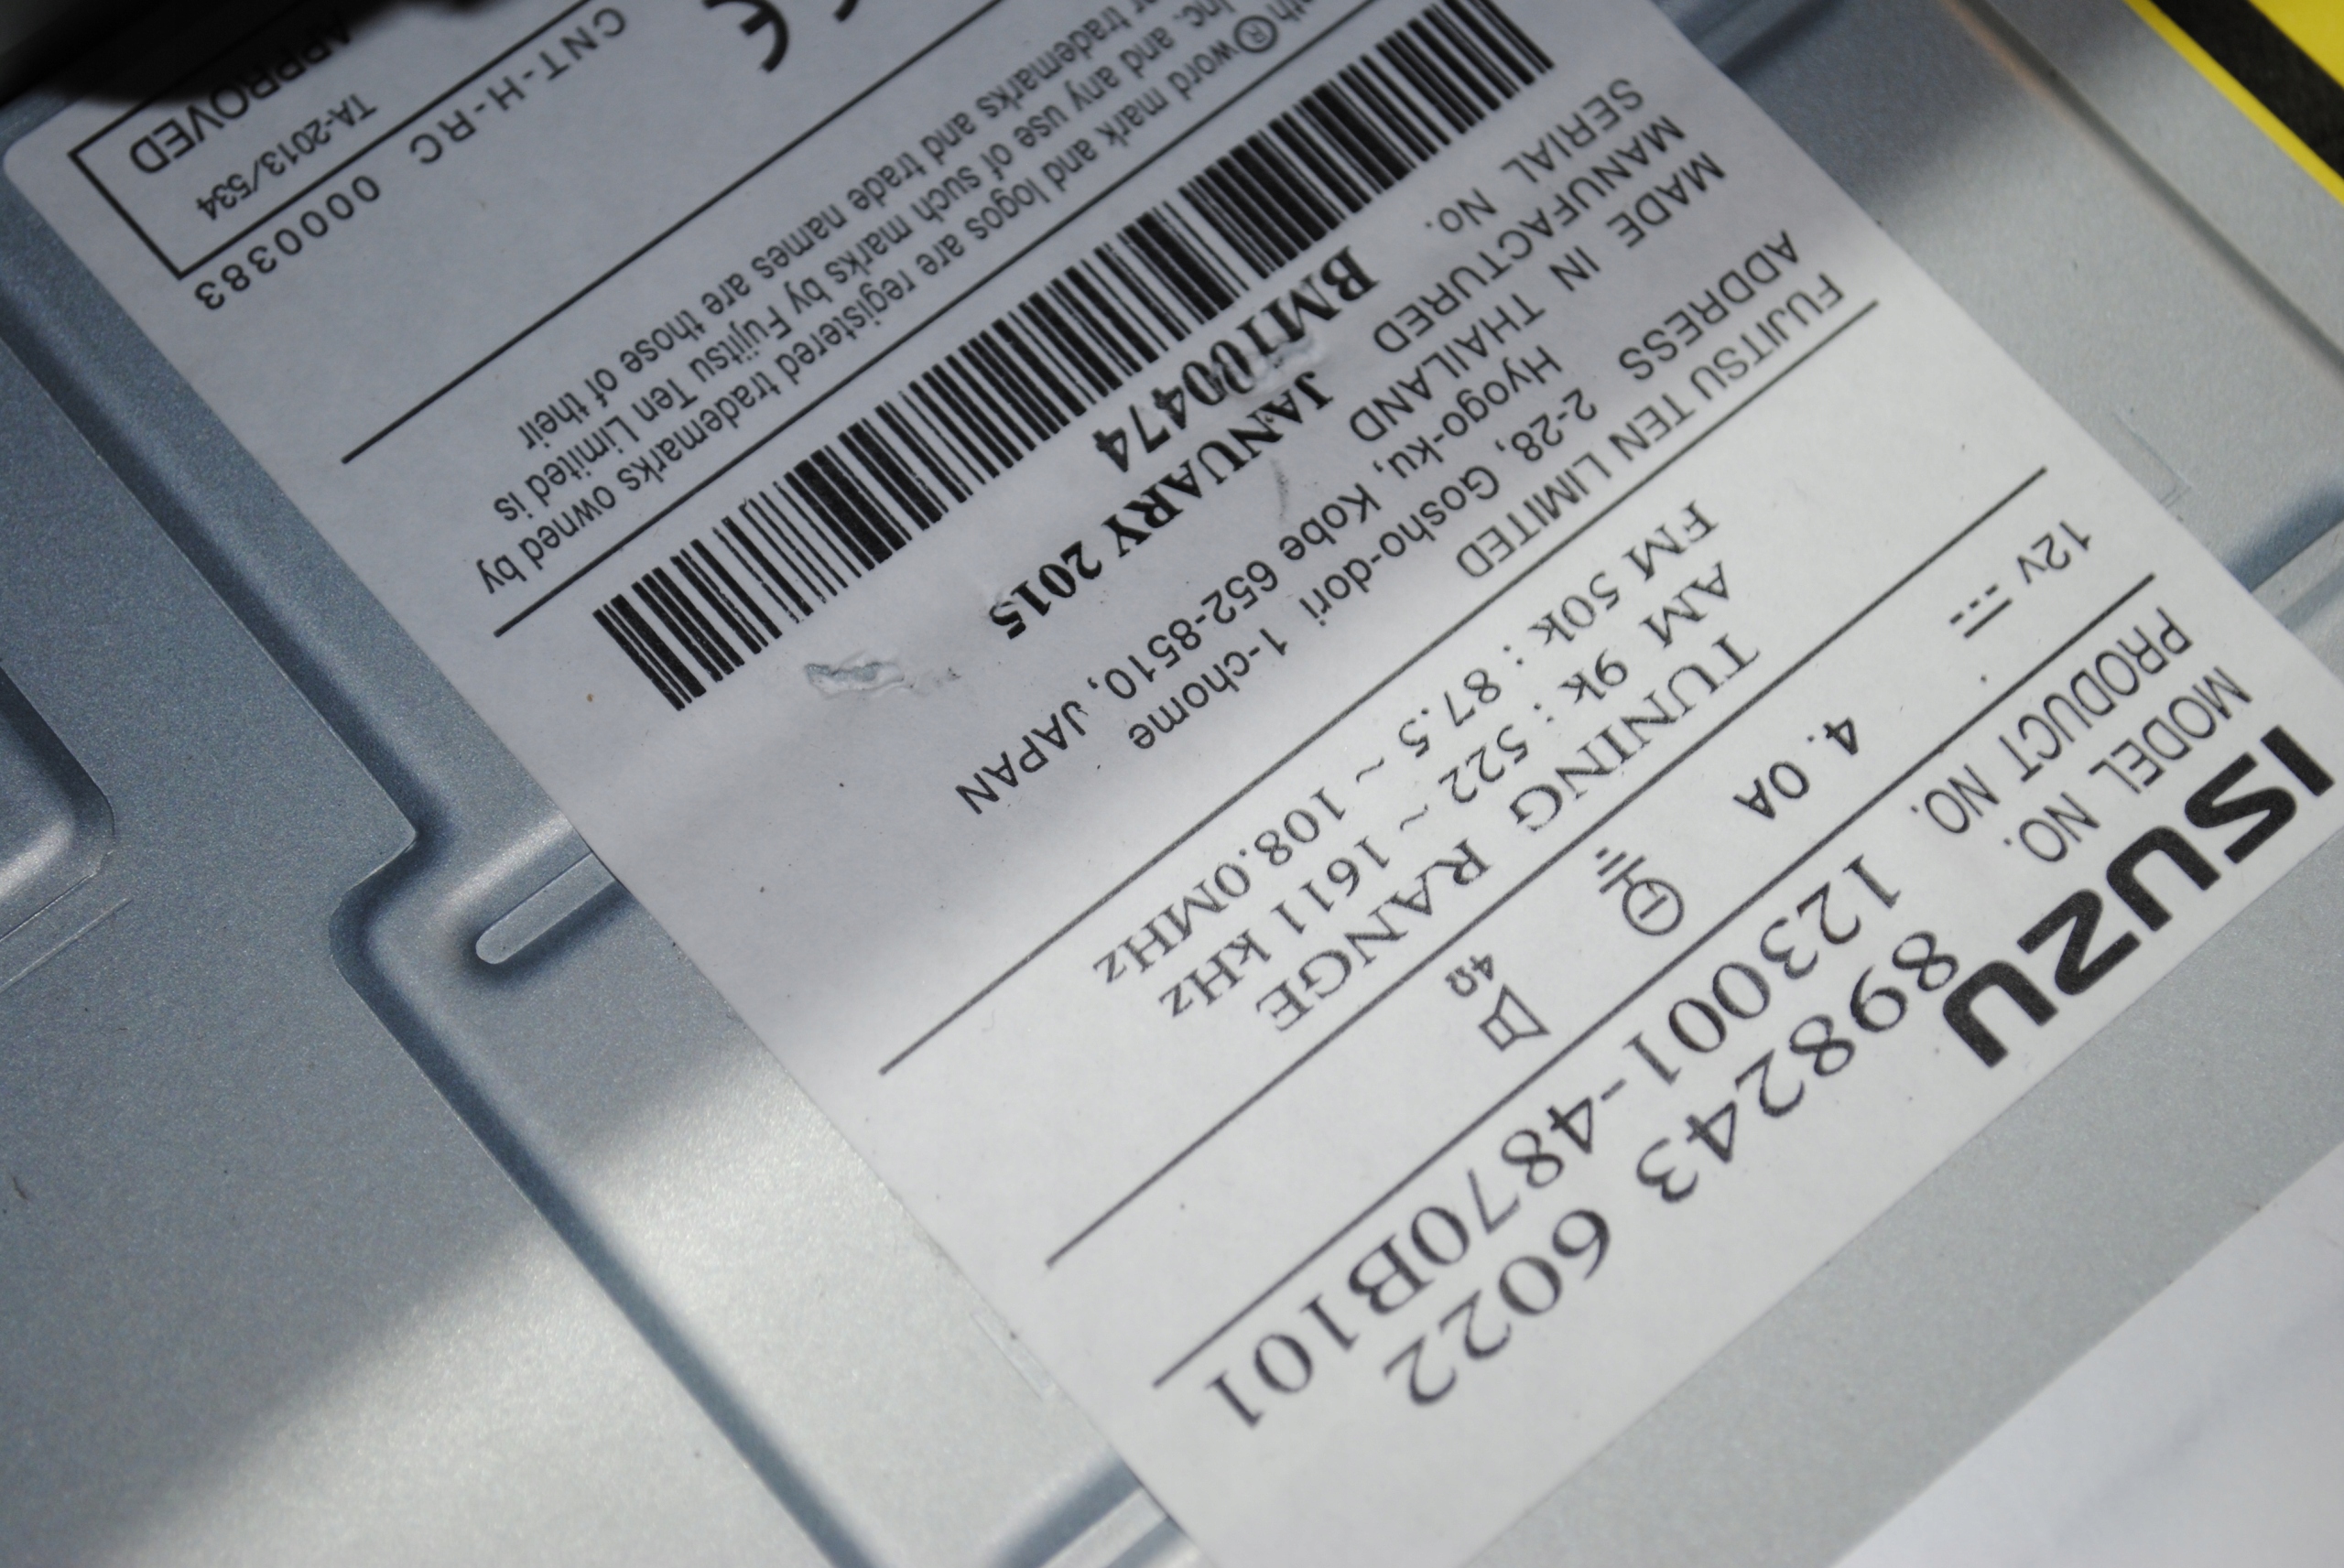 ISUZU
MODEL NO. 898243 6022
PRODUCT NO. 123001-4870B101
12v 4.0A 4Ω
TUNING RANGE
AM 9k : 522 ~ 1611 kHz
FM 50k : 87.5 ~ 108.0MHz
FUJITSU TEN LIMITED
ADDRESS 2-28, Gosho-dori 1-chome
Hyogo-ku, Kobe 652-8510, JAPAN
MADE IN THAILAND
MANUFACTURED JANUARY 2015
SERIAL No. BM100474
word mark and logos are registered trademarks owned by
Inc. and any use of such marks by Fujitsu Ten Limited is
trademarks and trade names are those of their
CE
CNT-H-RC 0000383
TA-2013/534
APPROVED